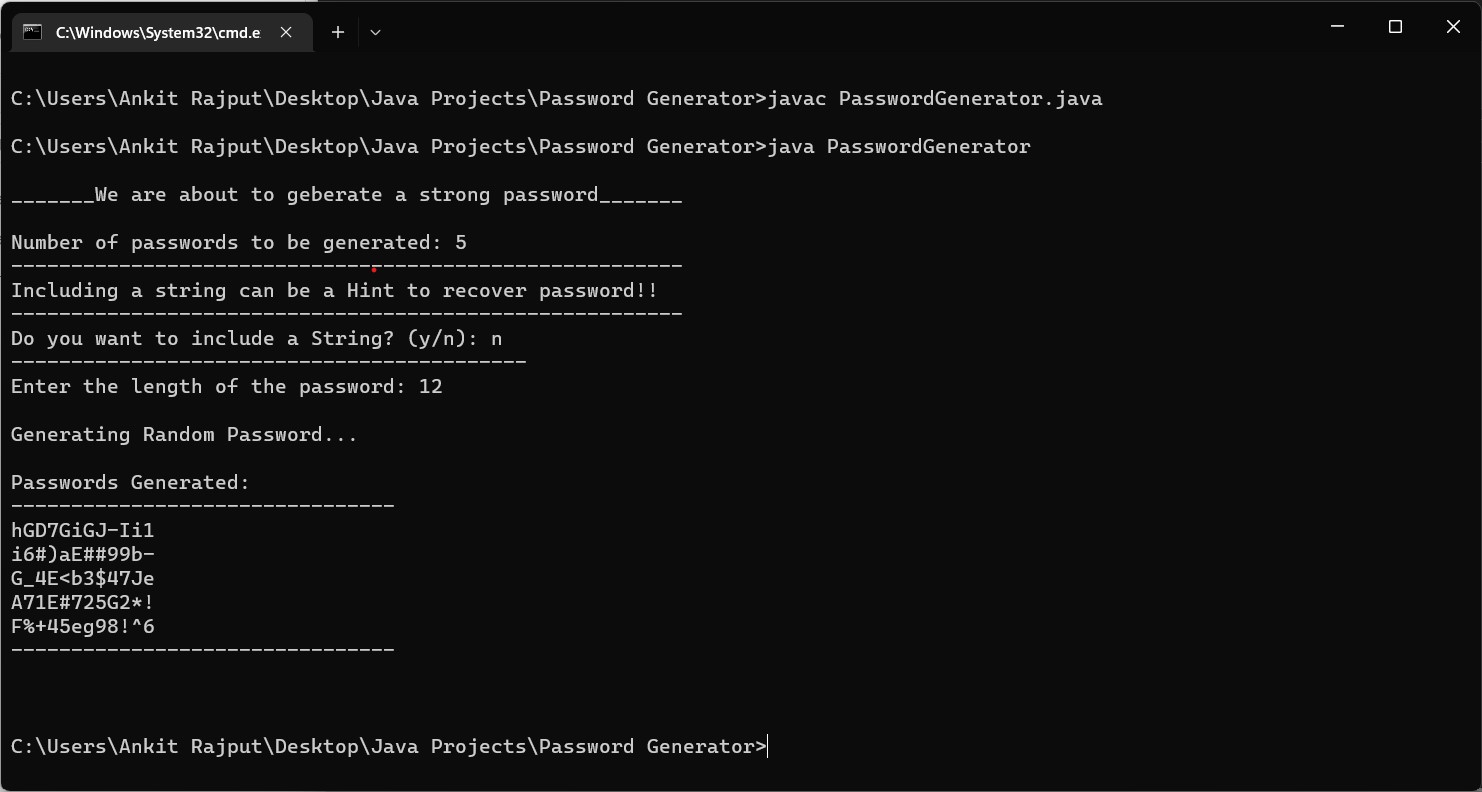 C:\Windows\System32\cmd.e
C:\Users\Ankit Rajput\Desktop\Java Projects\Password Generator>javac PasswordGenerator.java
C:\Users\Ankit Rajput\Desktop\Java Projects\Password Generator>java PasswordGenerator
_______We are about to geberate a strong password_______
Number of passwords to be generated: 5
--------------------------------------------------------
Including a string can be a Hint to recover password!!
--------------------------------------------------------
Do you want to include a String? (y/n): n
-------------------------------------------
Enter the length of the password: 12
Generating Random Password...
Passwords Generated:
--------------------------------
hGD7GiGJ-Ii1
i6#)aE##99b-
G_4E<b3$47Je
A71E#725G2*!
F%+45eg98!^6
--------------------------------
C:\Users\Ankit Rajput\Desktop\Java Projects\Password Generator>